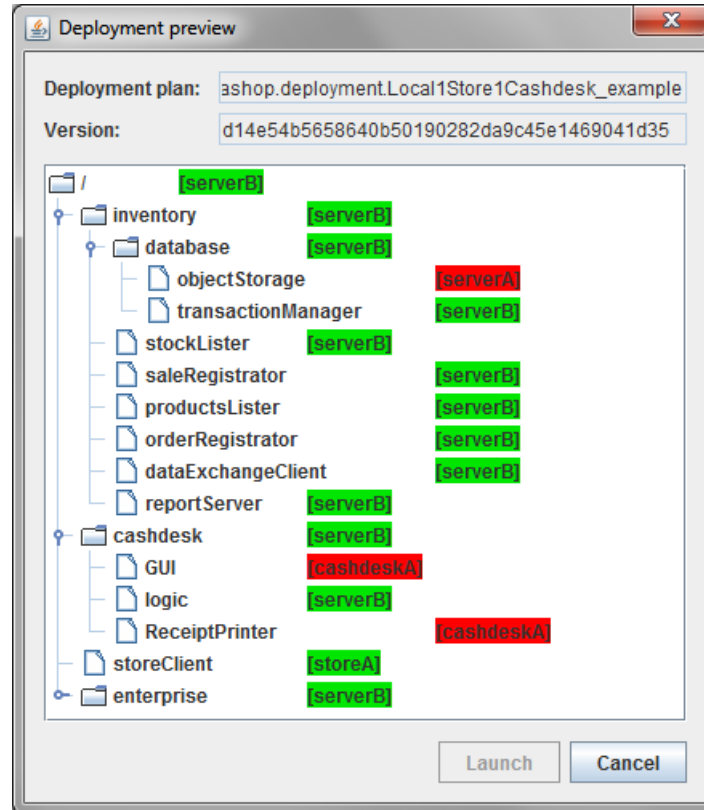 Deployment preview
Deployment plan: ashop.deployment.Local1Store1Cashdesk_example
Version: d14e54b5658640b50190282da9c45e1469041d35
/ [serverB]
inventory [serverB]
database [serverB]
objectStorage [serverA]
transactionManager [serverB]
stockLister [serverB]
saleRegistrator [serverB]
productsLister [serverB]
orderRegistrator [serverB]
dataExchangeClient [serverB]
reportServer [serverB]
cashdesk [serverB]
GUI [cashdeskA]
logic [serverB]
ReceiptPrinter [cashdeskA]
storeClient [storeA]
enterprise [serverB]
Launch Cancel